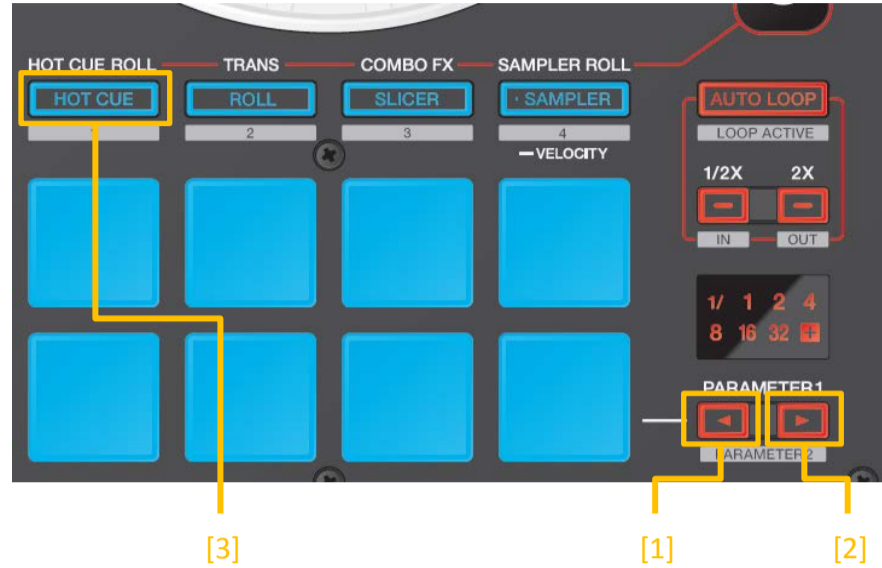 HOT CUE ROLL TRANS COMBO FX SAMPLER ROLL
HOT CUE ROLL SLICER SAMPLER AUTO LOOP
2 3 4 LOOP ACTIVE
VELOCITY
1/2X 2X
IN OUT
1/ 1 2 4
8 16 32 +
PARAMETER1
PARAMETER2
[3] [1] [2]